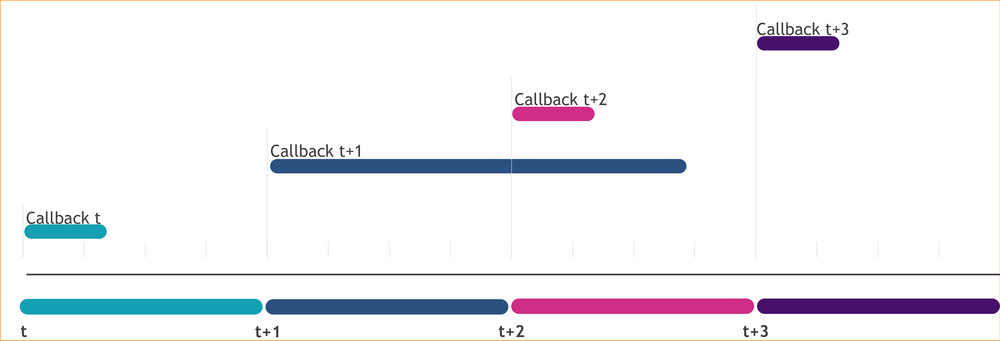 Callback t+3
Callback t+2
Callback t+1
Callback t
t
t+1
t+2
t+3